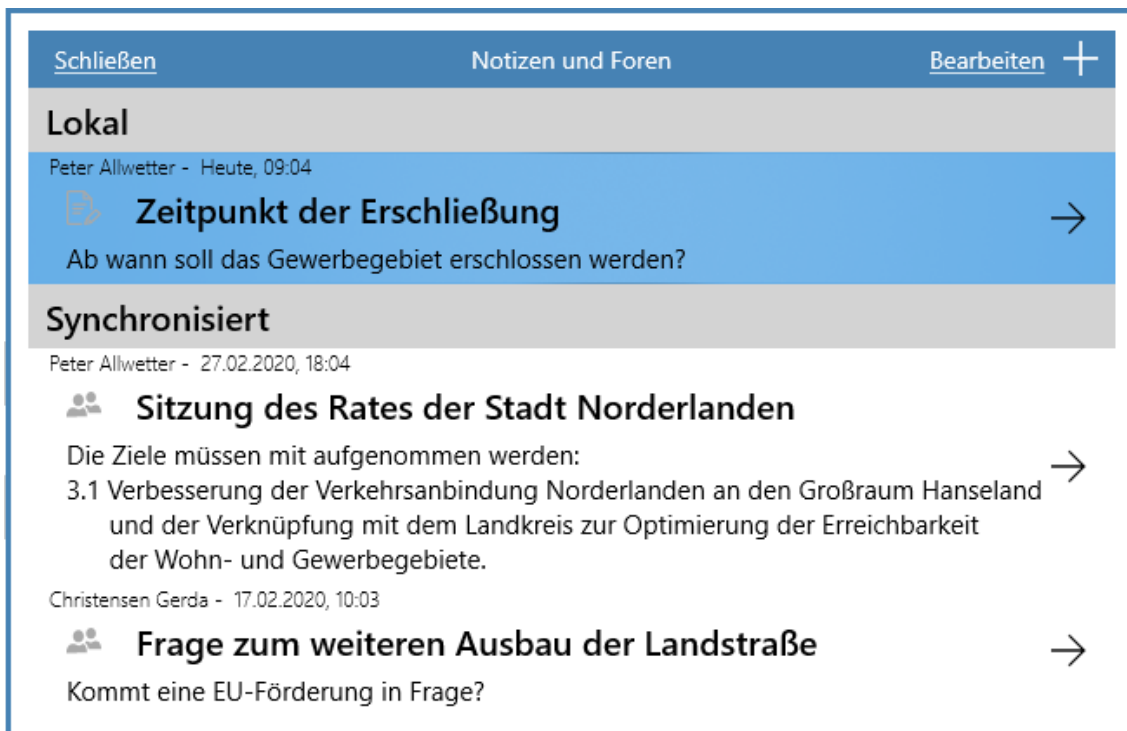 Schließen Notizen und Foren Bearbeiten
Lokal
Peter Allwetter - Heute, 09:04
Zeitpunkt der Erschließung
Ab wann soll das Gewerbegebiet erschlossen werden?
Synchronisiert
Peter Allwetter - 27.02.2020, 18:04
Sitzung des Rates der Stadt Norderlanden
Die Ziele müssen mit aufgenommen werden:
3.1 Verbesserung der Verkehrsanbindung Norderlanden an den Großraum Hanseland
und der Verknüpfung mit dem Landkreis zur Optimierung der Erreichbarkeit
der Wohn- und Gewerbegebiete.
Christensen Gerda - 17.02.2020, 10:03
Frage zum weiteren Ausbau der Landstraße
Kommt eine EU-Förderung in Frage?